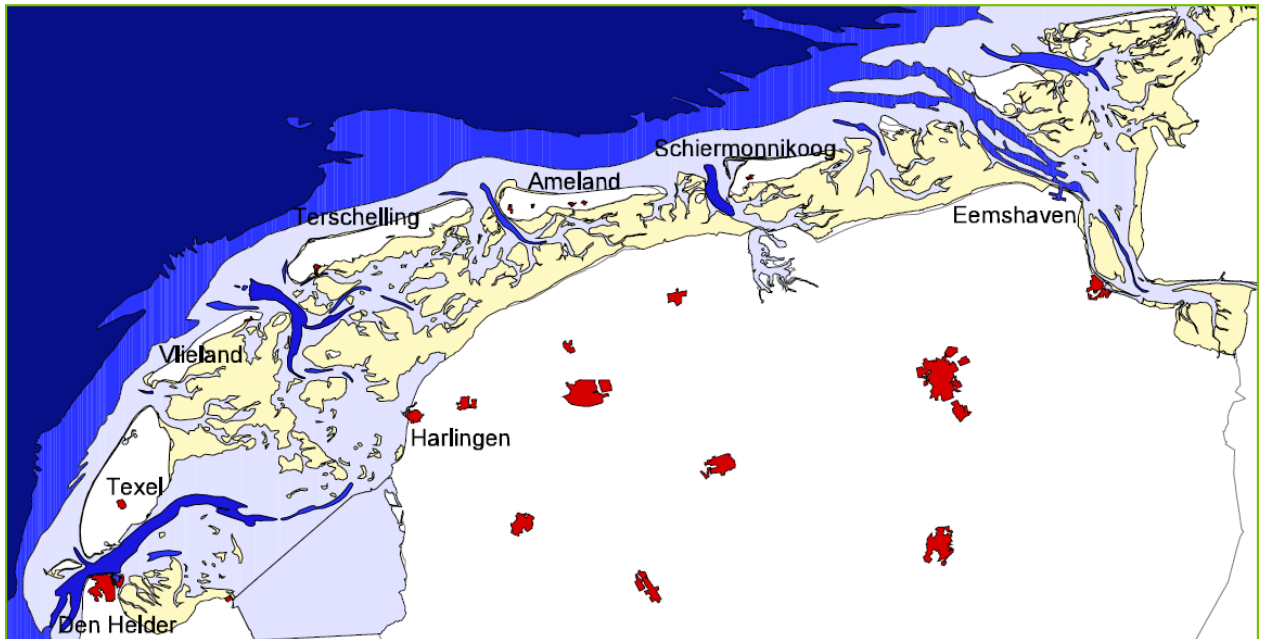 Schiermonnikoog
Ameland
Terschelling
Eemshaven
Vlieland
Harlingen
Texel
Den Helder